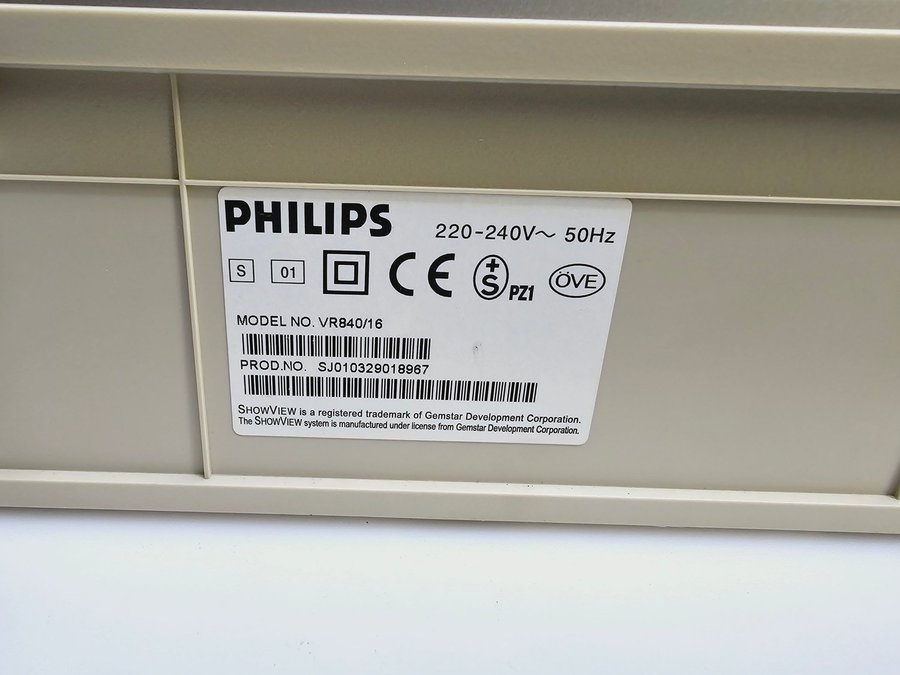 PHILIPS 220-240V~ 50Hz
S 01 CE +S PZ1 ÖVE
MODEL NO. VR840/16
PROD.NO. SJ010329018967
SHOWVIEW is a registered trademark of Gemstar Development Corporation.
The SHOWVIEW system is manufactured under license from Gemstar Development Corporation.